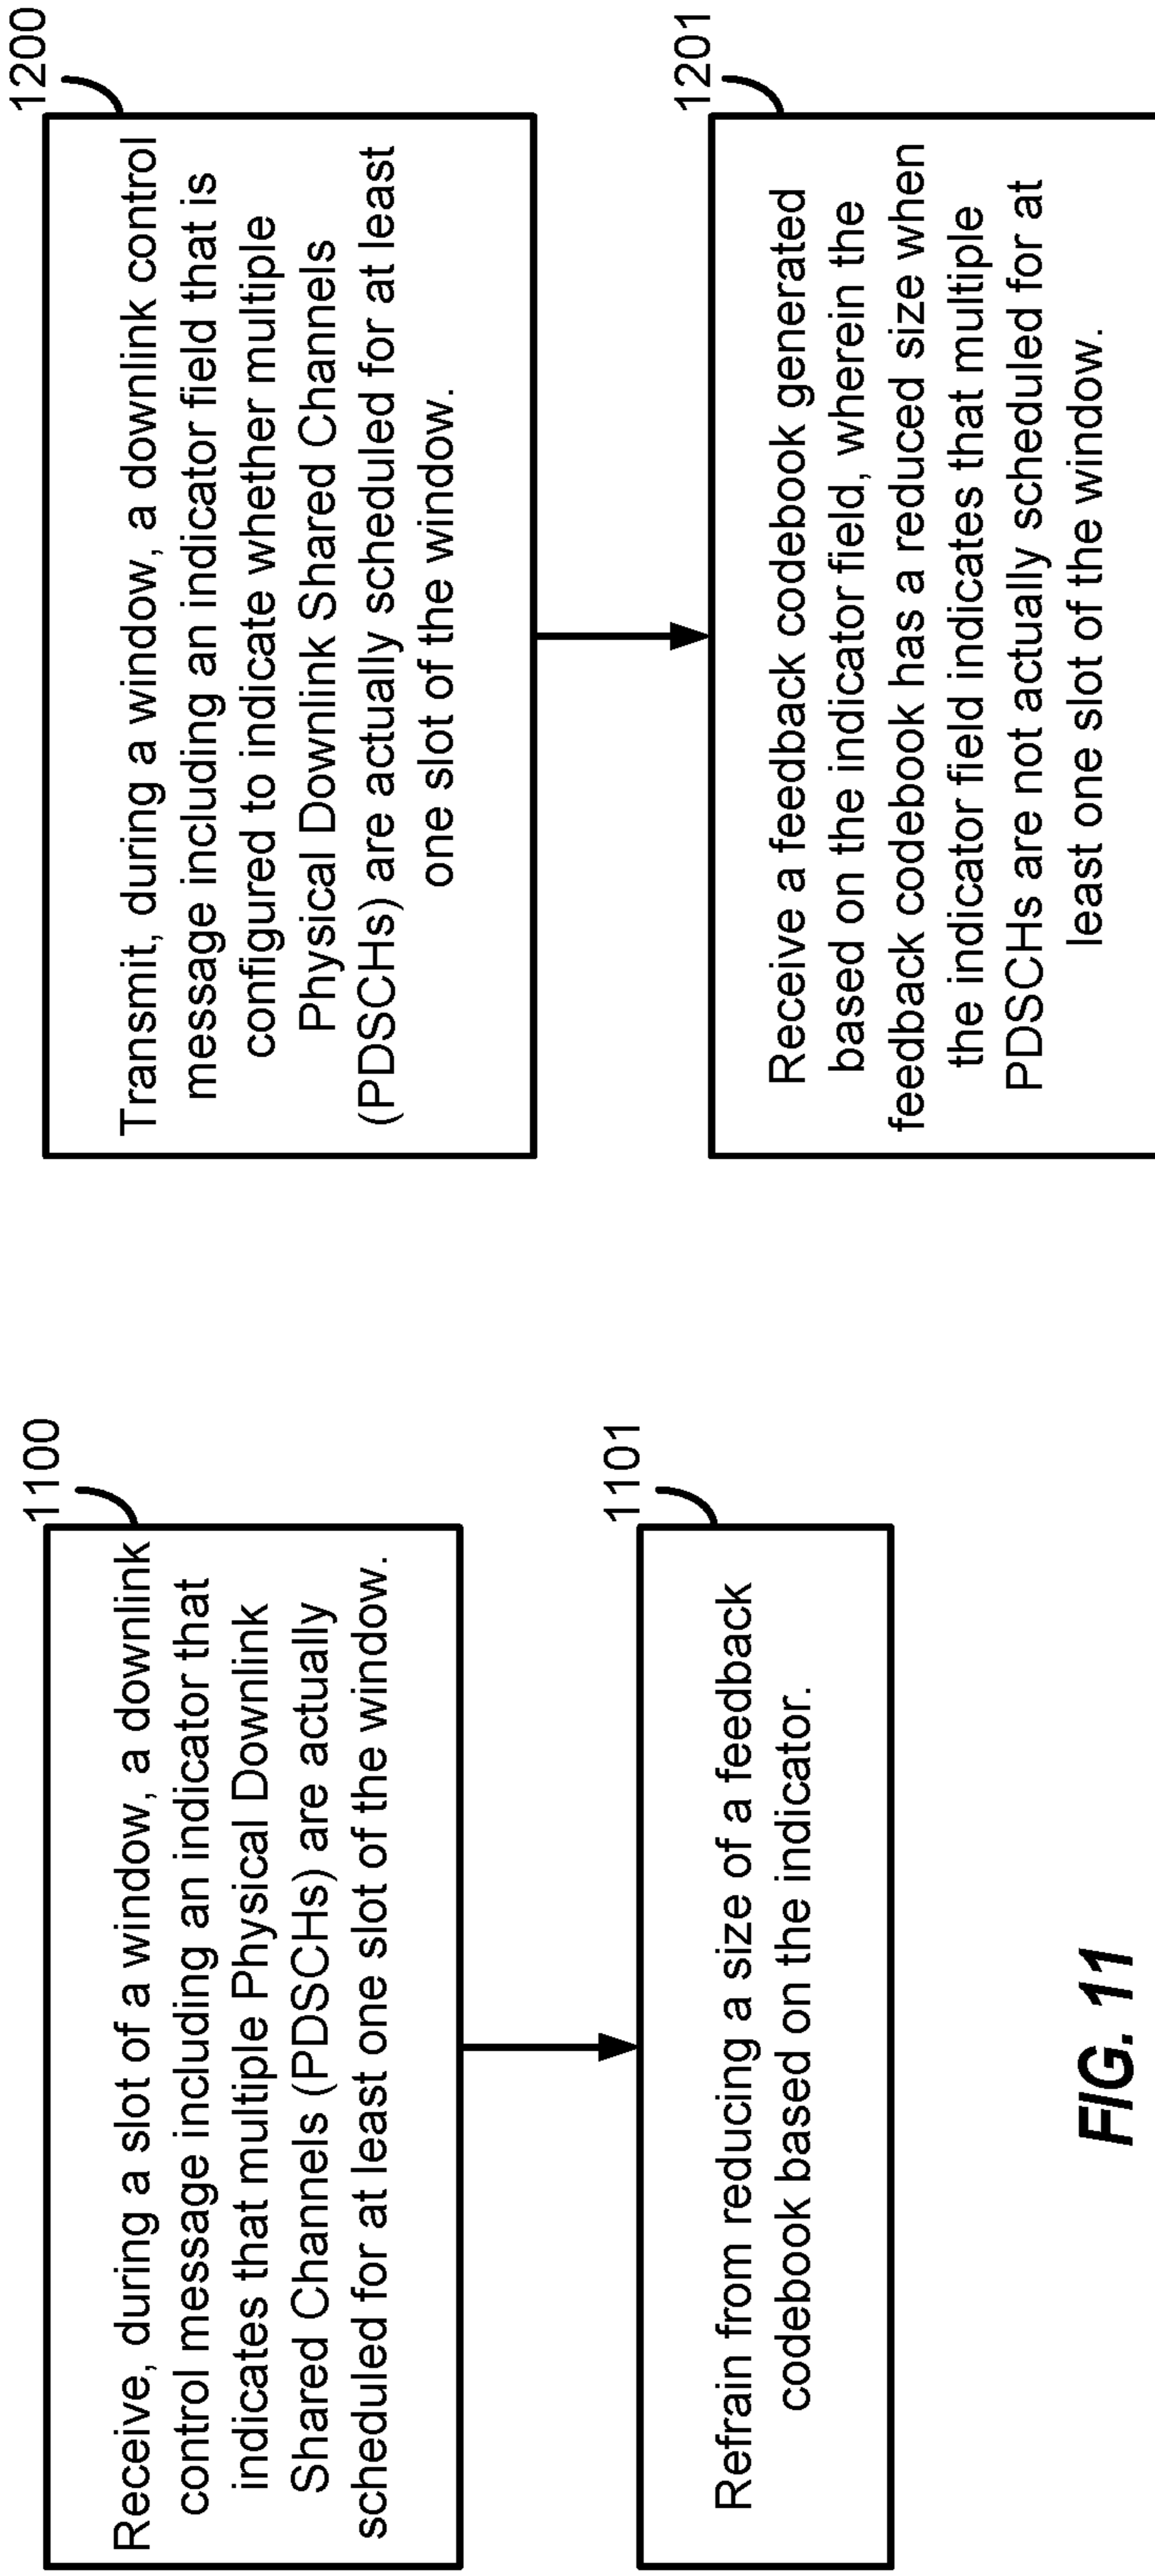 1100
Receive, during a slot of a window, a downlink
control message including an indicator that
indicates that multiple Physical Downlink
Shared Channels (PDSCHs) are actually
scheduled for at least one slot of the window.
1101
Refrain from reducing a size of a feedback
codebook based on the indicator.
FIG. 11
1200
Transmit, during a window, a downlink control
message including an indicator field that is
configured to indicate whether multiple
Physical Downlink Shared Channels
(PDSCHs) are actually scheduled for at least
one slot of the window.
1201
Receive a feedback codebook generated
based on the indicator field, wherein the
feedback codebook has a reduced size when
the indicator field indicates that multiple
PDSCHs are not actually scheduled for at
least one slot of the window.